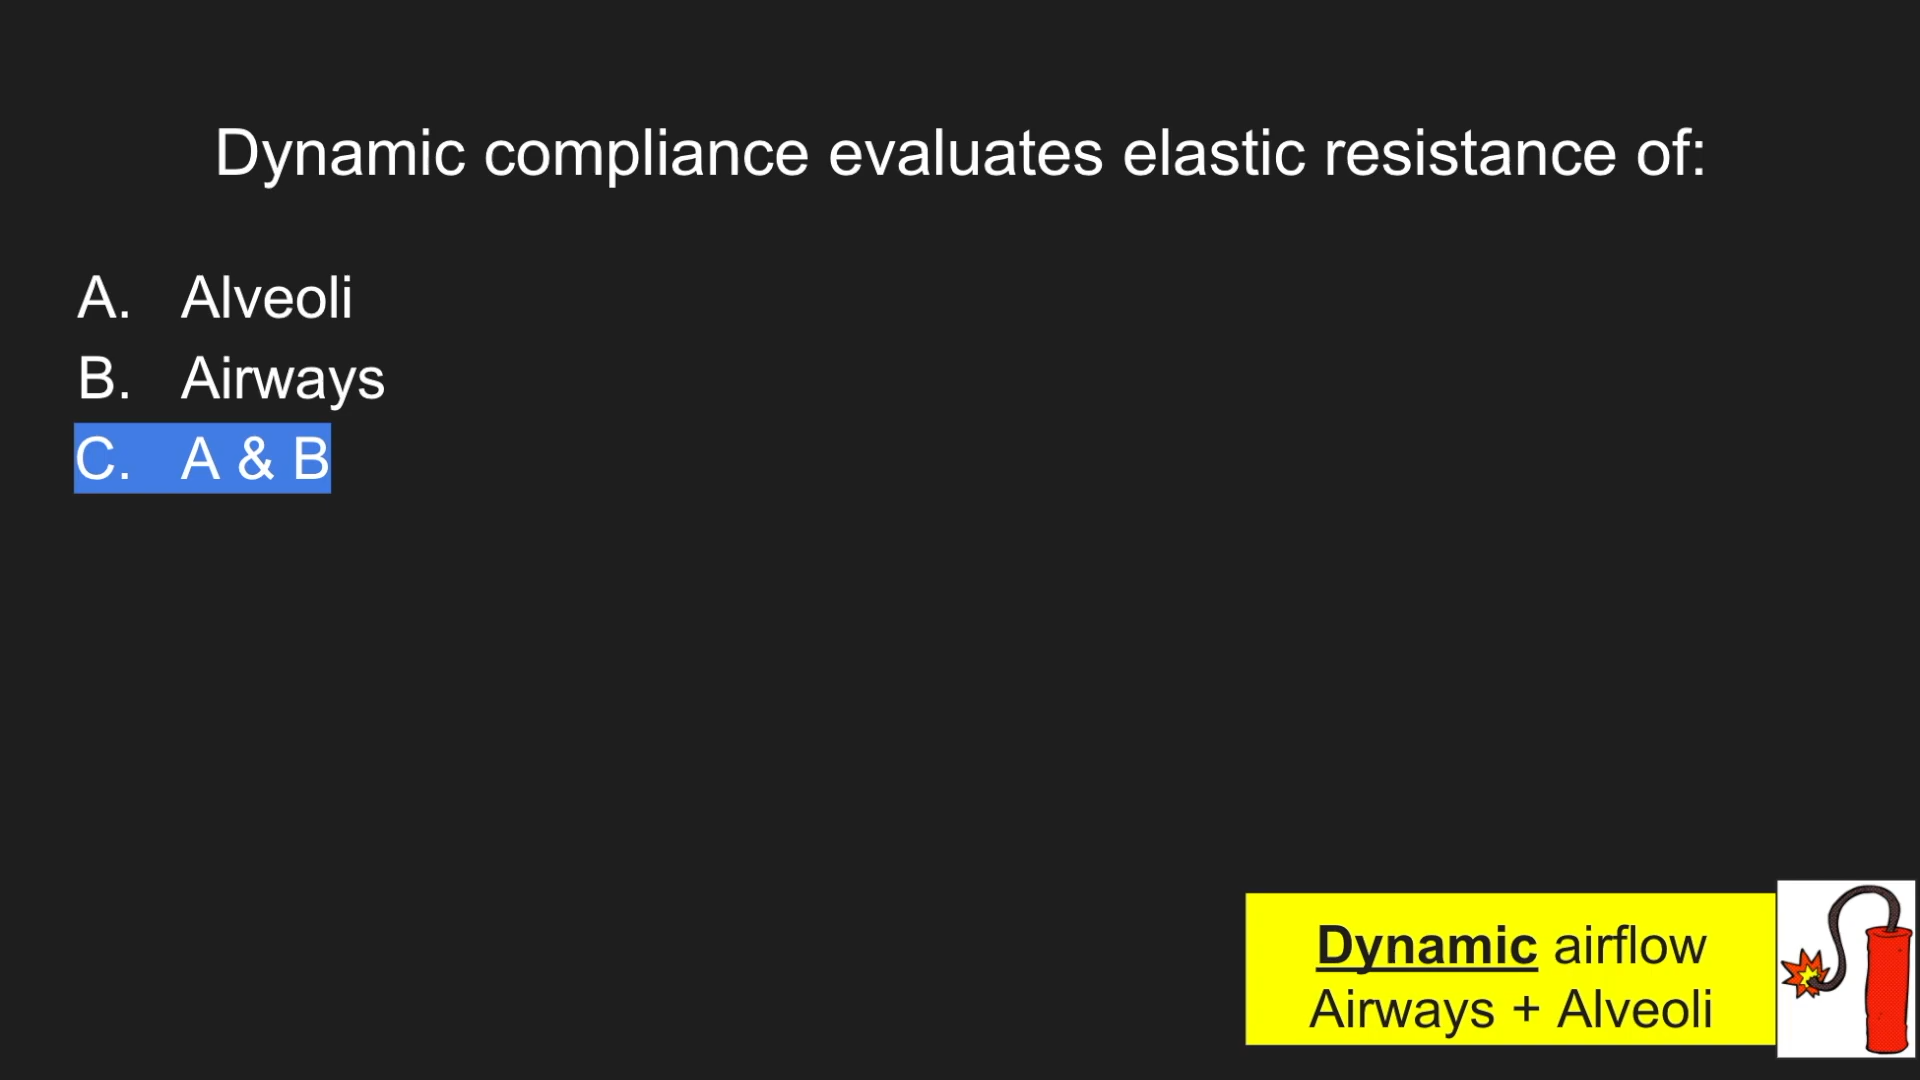 Dynamic compliance evaluates elastic resistance of:
A. Alveoli
B. Airways
C. A & B
Dynamic airflow
Airways + Alveoli